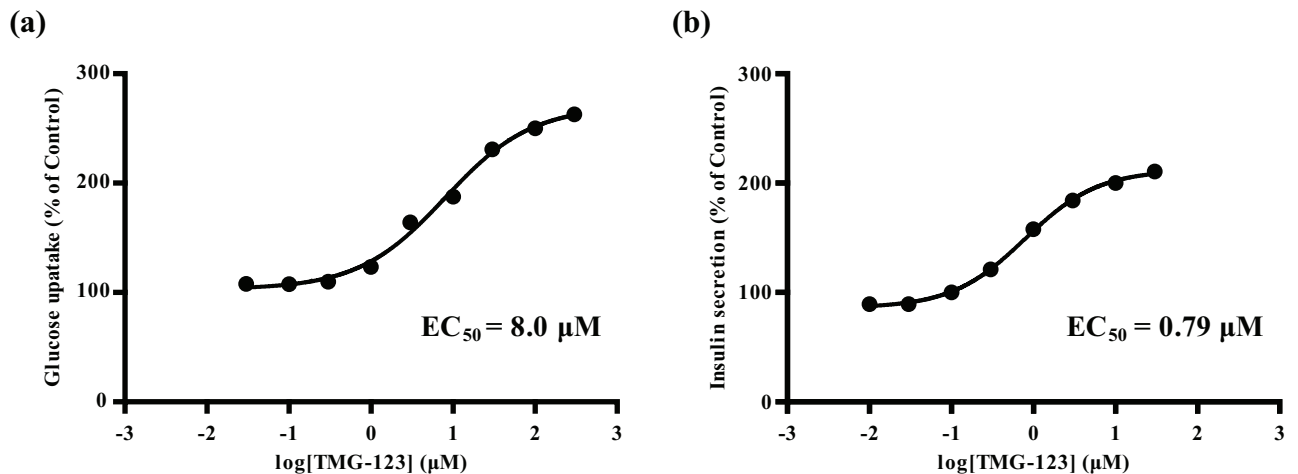 (a)
Glucose upatake (% of Control)
300
200
100
0
-3 -2 -1 0 1 2 3
log[TMG-123] (μM)
EC₅₀ = 8.0 μM
(b)
Insulin secretion (% of Control)
300
200
100
0
-3 -2 -1 0 1 2 3
log[TMG-123] (μM)
EC₅₀ = 0.79 μM